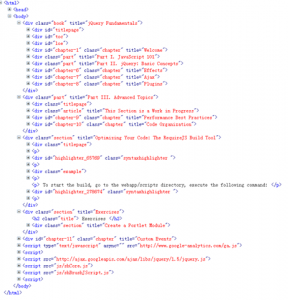 <html>
<head>
<body>
<div class="book" title="jQuery Fundamentals">
<div class="titlepage">
<div id="toc">
<div id="loe">
<div id="chapter-1" class="chapter" title="Welcome">
<div class="part" title="Part I. JavaScript 101">
<div class="part" title="Part II. jQuery: Basic Concepts">
<div id="chapter-6" class="chapter" title="Effects">
<div id="chapter-7" class="chapter" title="Ajax">
<div id="chapter-8" class="chapter" title="Plugins">
</div>
<div class="part" title="Part III. Advanced Topics">
<div class="titlepage">
<div class="article" title="This Section is a Work in Progress">
<div id="chapter-9" class="chapter" title="Performance Best Practices">
<div id="chapter-10" class="chapter" title="Code Organization">
</div>
<div class="section" title="Optimizing Your Code: The RequireJS Build Tool">
<div class="titlepage">
<p>
class="syntaxhighlighter ">
<p>
<div class="example">
<p>
<p> To start the build, go to the webapp/scripts directory, execute the following command: </p>
class="syntaxhighlighter ">
<p>
</div>
<div class="section" title="Exercises">
<h2 class="title"> Exercises </h2>
<div class="section" title="Create a Portlet Module">
</div>
<div id="chapter-11" class="chapter" title="Custom Events">
<script type="text/javascript" async="" src="http://www.google-analytics.com/ga.js">
<script>
<script src="http://ajax.googleapis.com/ajax/libs/jquery/1.5/jquery.js">
<script src="js/shCore.js">
<script src="js/shBrushJScript.js">
<script>
</body>
</html>